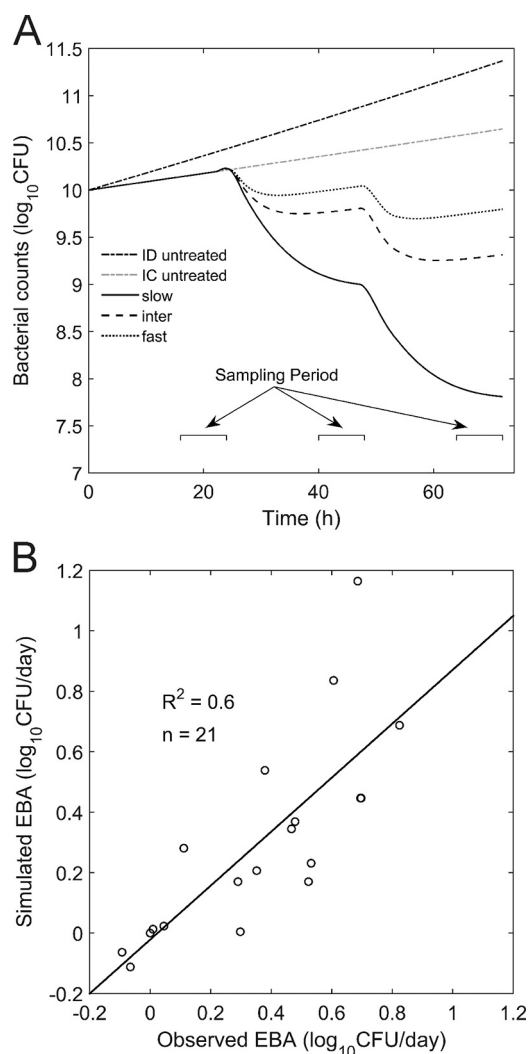 A
11.5
11
10.5
10
9.5
9
8.5
8
7.5
7
Bacterial counts (log10CFU)
ID untreated
IC untreated
slow
inter
fast
Sampling Period
0 20 40 60
Time (h)
B
1.2
1
0.8
0.6
0.4
0.2
0
-0.2
Simulated EBA (log10CFU/day)
R2 = 0.6
n = 21
-0.2 0 0.2 0.4 0.6 0.8 1 1.2
Observed EBA (log10CFU/day)